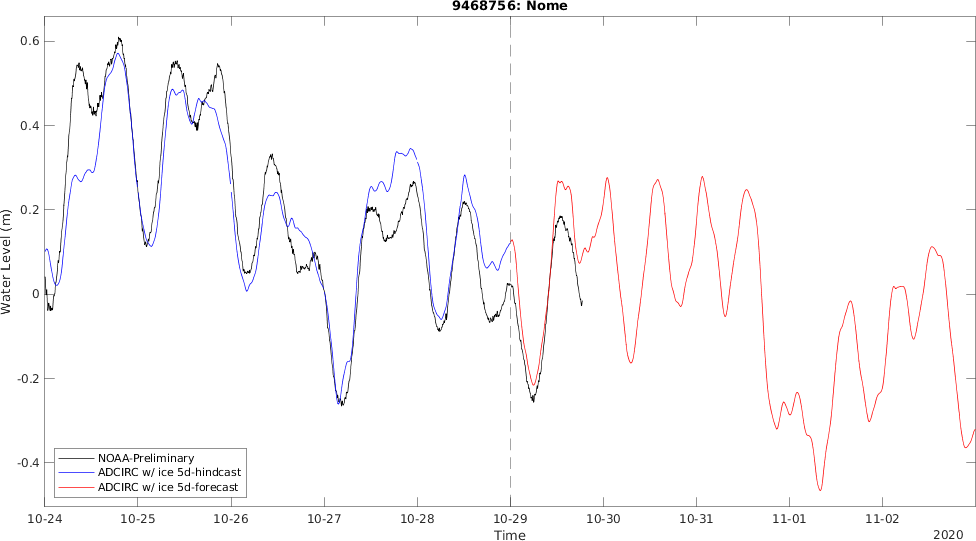 9468756: Nome
Water Level (m)
0.6
0.4
0.2
0
-0.2
-0.4
NOAA-Preliminary
ADCIRC w/ ice 5d-hindcast
ADCIRC w/ ice 5d-forecast
10-24 10-25 10-26 10-27 10-28 10-29 10-30 10-31 11-01 11-02
Time
2020